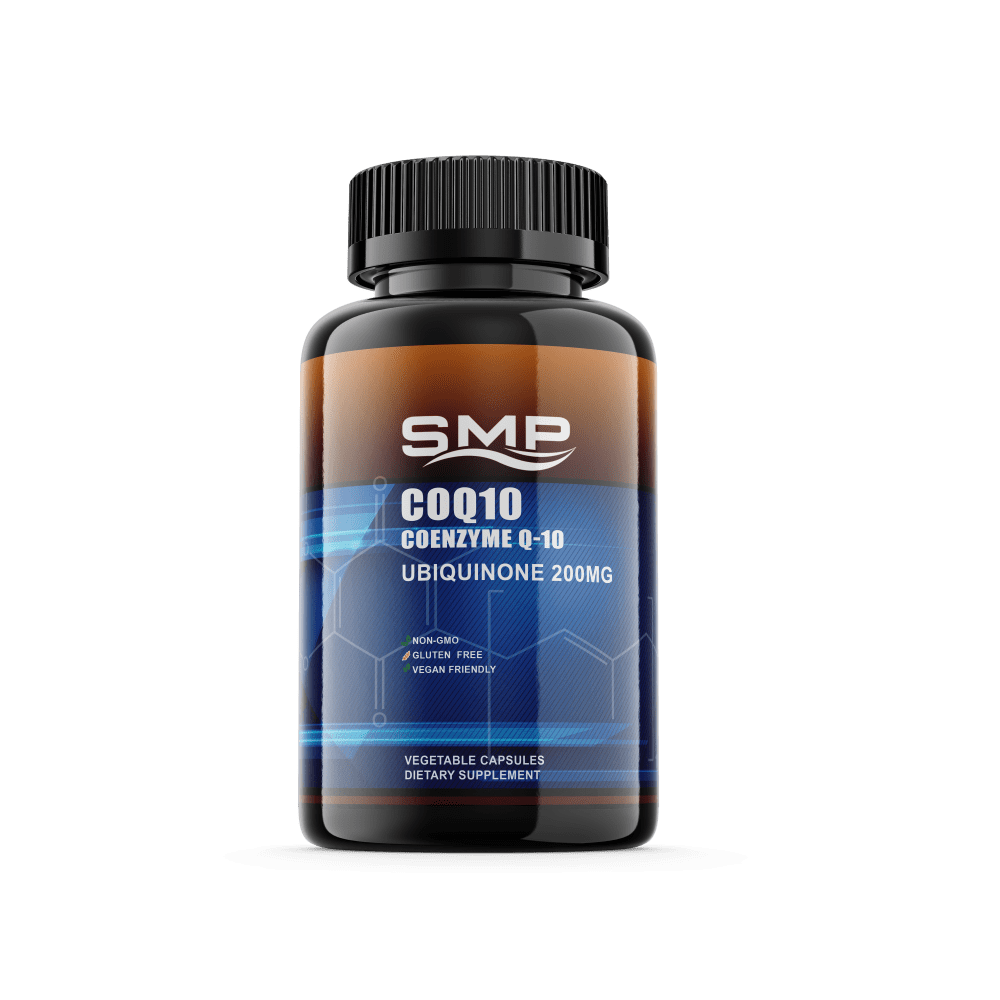 SMP
COQ10
COENZYME Q-10
UBIQUINONE 200MG
NON-GMO
GLUTEN FREE
VEGAN FRIENDLY
VEGETABLE CAPSULES
DIETARY SUPPLEMENT
O
O